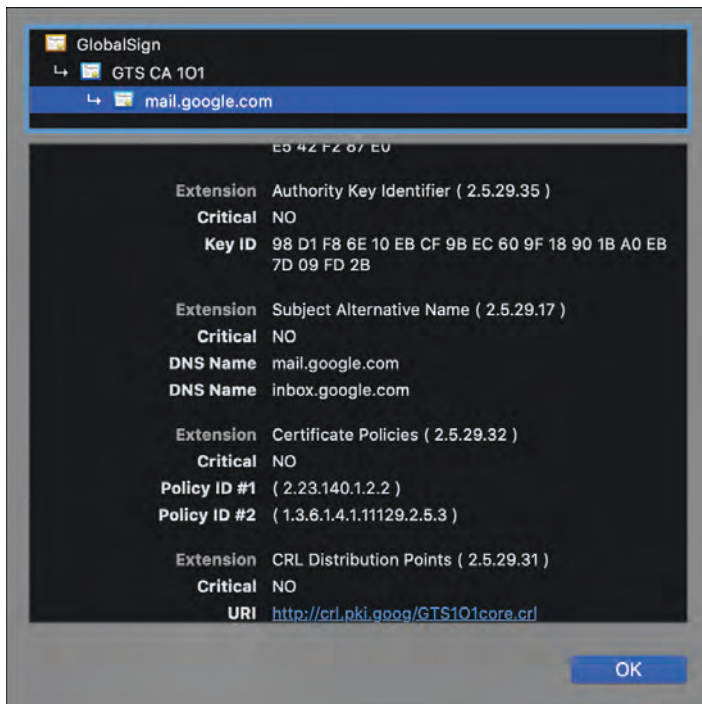 GlobalSign
↳ GTS CA 1O1
↳ mail.google.com
E5 42 F2 87 E0
Extension Authority Key Identifier ( 2.5.29.35 )
Critical NO
Key ID 98 D1 F8 6E 10 EB CF 9B EC 60 9F 18 90 1B A0 EB
7D 09 FD 2B
Extension Subject Alternative Name ( 2.5.29.17 )
Critical NO
DNS Name mail.google.com
DNS Name inbox.google.com
Extension Certificate Policies ( 2.5.29.32 )
Critical NO
Policy ID #1 ( 2.23.140.1.2.2 )
Policy ID #2 ( 1.3.6.1.4.1.11129.2.5.3 )
Extension CRL Distribution Points ( 2.5.29.31 )
Critical NO
URI http://crl.pki.goog/GTS1O1core.crl
OK